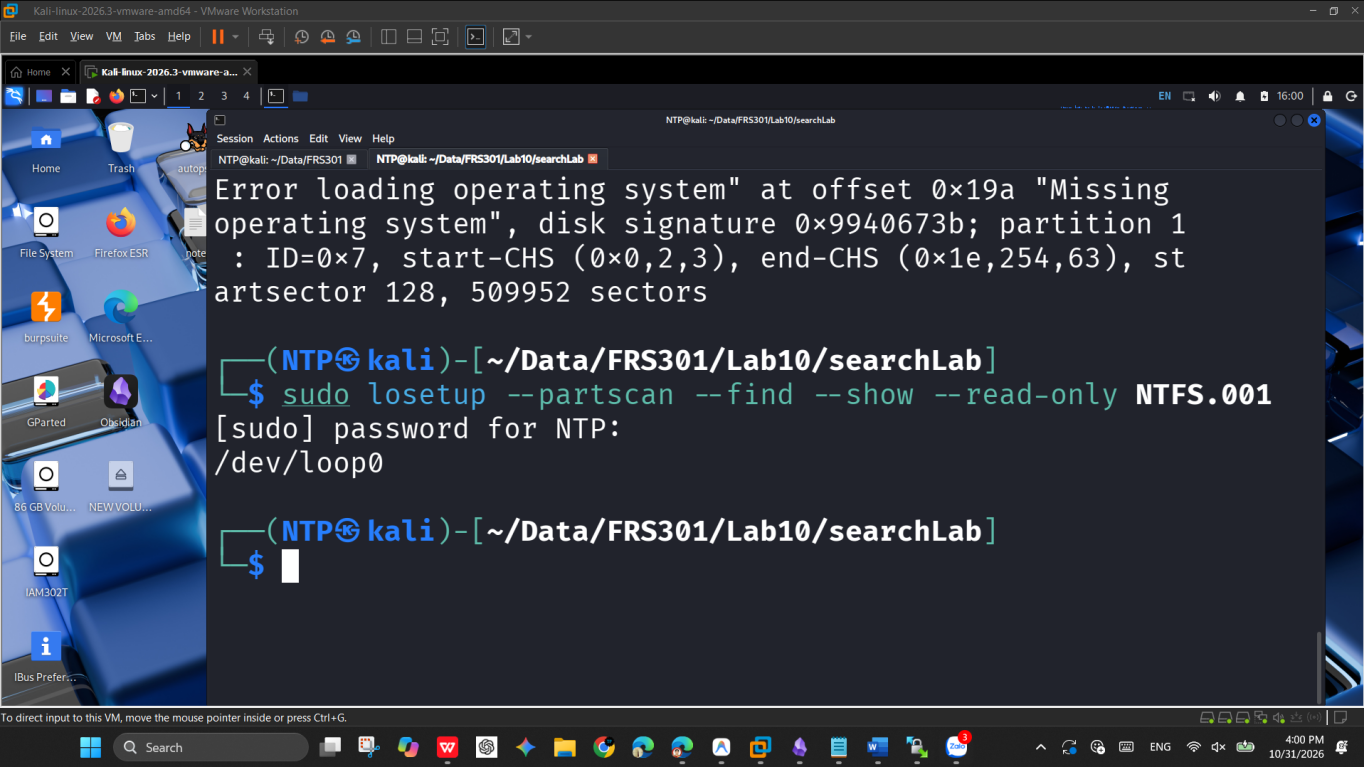 Kali-linux-2026.3-vmware-amd64 - VMware Workstation
File Edit View VM Tabs Help
Home
Kali-linux-2026.3-vmware-a...
1 2 3 4
EN
16:00
NTP@kali: ~/Data/FRS301/Lab10/searchLab
Session Actions Edit View Help
NTP@kali: ~/Data/FRS301
NTP@kali: ~/Data/FRS301/Lab10/searchLab
Home
Trash
autops
File System
Firefox ESR
note
burpsuite
Microsoft E...
GParted
Obsidian
86 GB Volu...
NEW VOLU...
IAM302T
IBus Prefer...
Error loading operating system" at offset 0×19a "Missing
operating system", disk signature 0×9940673b; partition 1
: ID=0×7, start-CHS (0×0,2,3), end-CHS (0×1e,254,63), st
artsector 128, 509952 sectors
┌──(NTP㉿kali)-[~/Data/FRS301/Lab10/searchLab]
└─$ sudo losetup --partscan --find --show --read-only NTFS.001
[sudo] password for NTP:
/dev/loop0
┌──(NTP㉿kali)-[~/Data/FRS301/Lab10/searchLab]
└─$
To direct input to this VM, move the mouse pointer inside or press Ctrl+G.
Search
Zalo
3
ENG
4:00 PM
10/31/2026